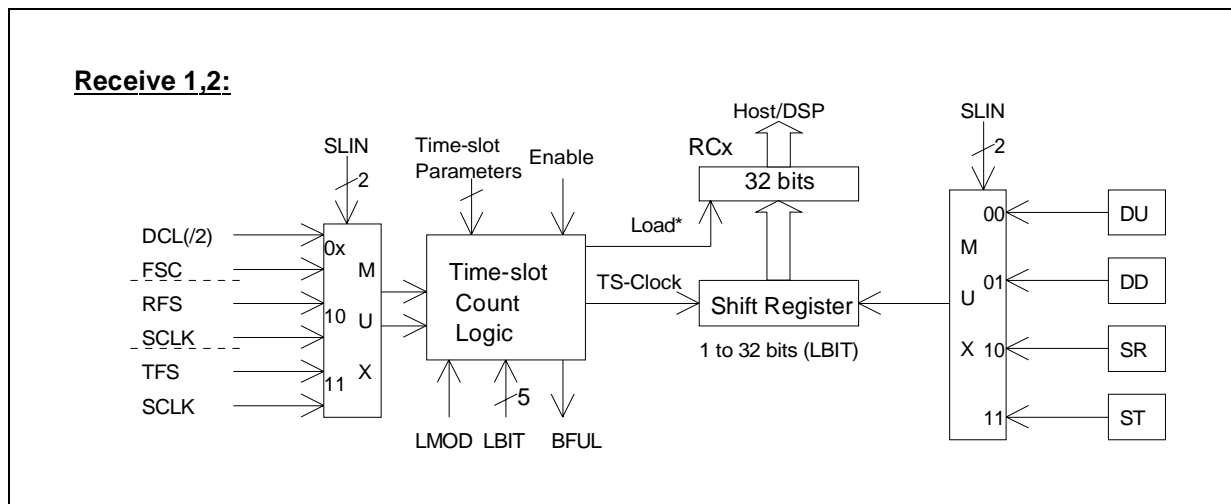 Receive 1,2:
Host/DSP
SLIN
SLIN
Time-slot
Parameters
Enable
RCx
2
2
32 bits
DCL(/2)
FSC
RFS
SCLK
TFS
SCLK
0x
10
11
M
U
X
Time-slot
Count
Logic
Load*
TS-Clock
Shift Register
1 to 32 bits (LBIT)
5
LMOD
LBIT
BFUL
00
01
10
11
M
U
X
DU
DD
SR
ST